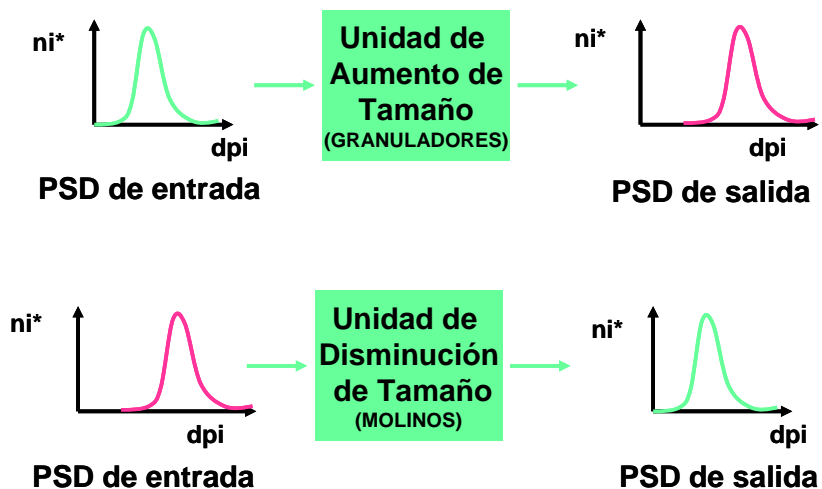 ni*
dpi
PSD de entrada
Unidad de
Aumento de
Tamaño
(GRANULADORES)
ni*
dpi
PSD de salida
ni*
dpi
PSD de entrada
Unidad de
Disminución
de Tamaño
(MOLINOS)
ni*
dpi
PSD de salida